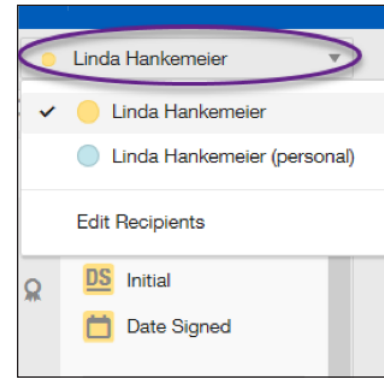 Linda Hankemeier
Linda Hankemeier
Linda Hankemeier (personal)
Edit Recipients
DS Initial
Date Signed